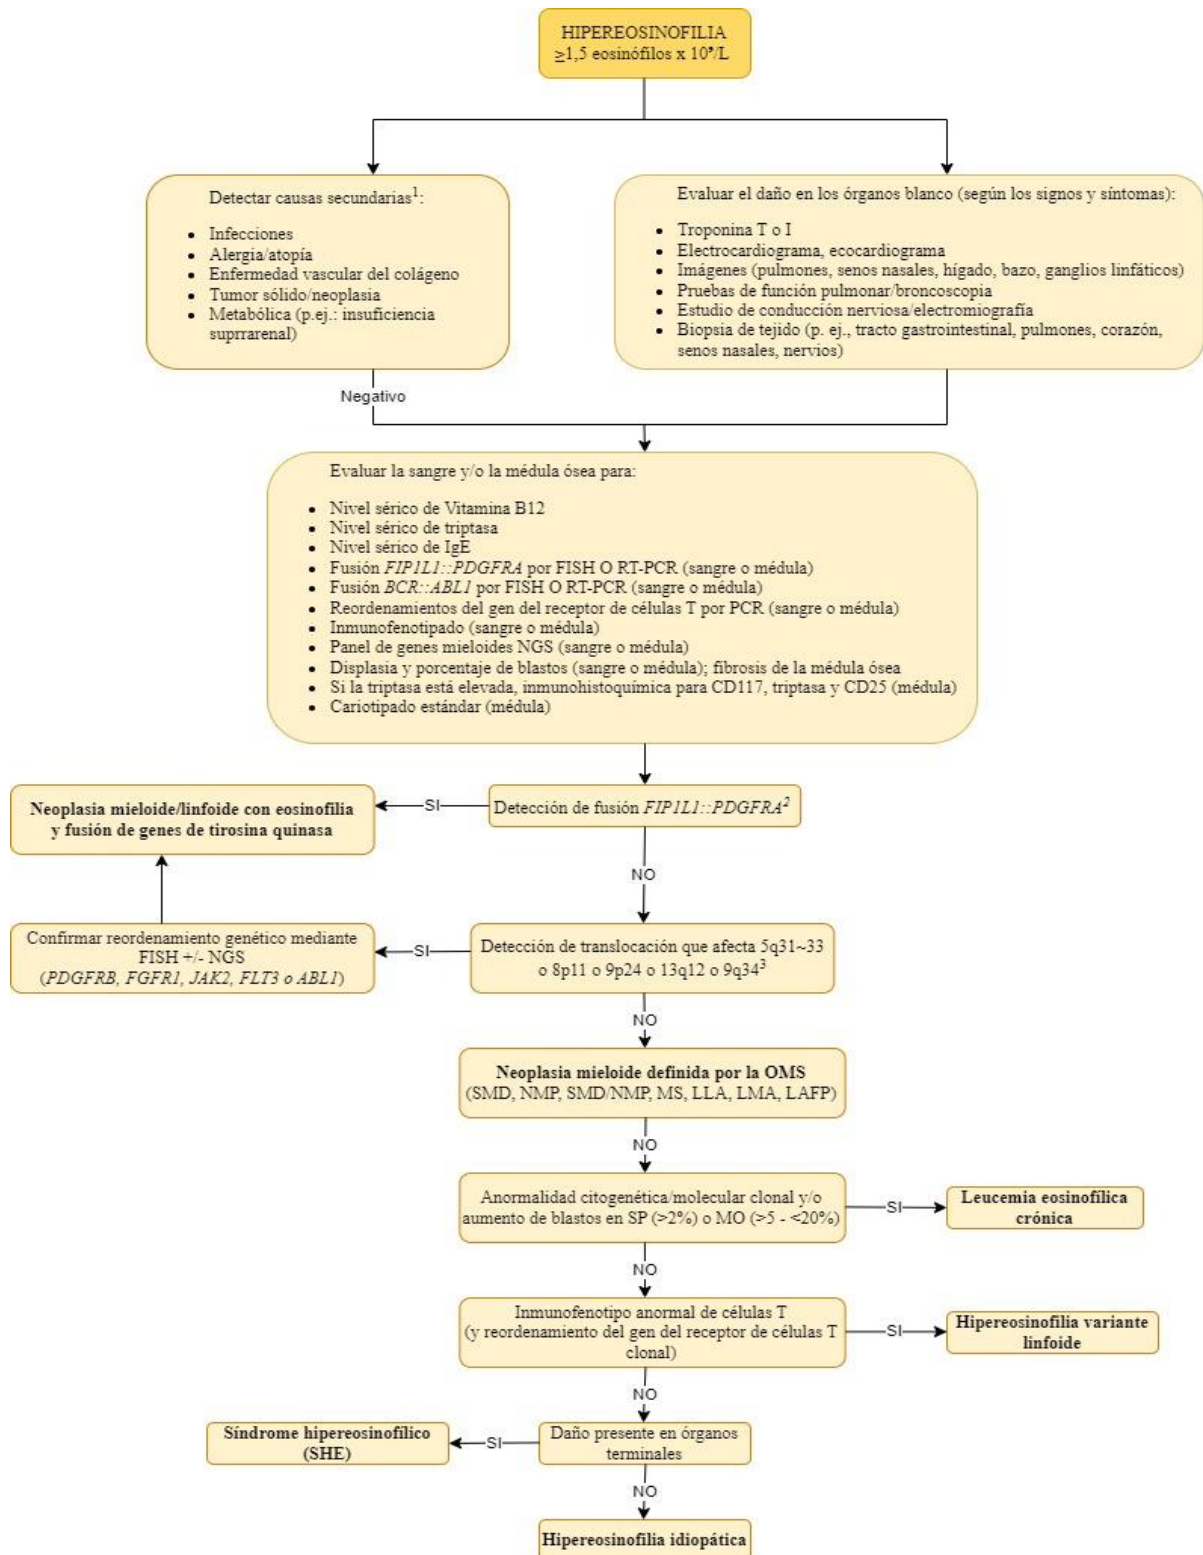 HIPEREOSINOFILIA
≥1,5 eosinófilos x 10⁹/L
Detectar causas secundarias¹:
• Infecciones
• Alergia/atopía
• Enfermedad vascular del colágeno
• Tumor sólido/neoplasia
• Metabólica (p.ej.: insuficiencia
suprrarenal)
Evaluar el daño en los órganos blanco (según los signos y síntomas):
• Troponina T o I
• Electrocardiograma, ecocardiograma
• Imágenes (pulmones, senos nasales, hígado, bazo, ganglios linfáticos)
• Pruebas de función pulmonar/broncoscopia
• Estudio de conducción nerviosa/electromiografía
• Biopsia de tejido (p. ej., tracto gastrointestinal, pulmones, corazón,
senos nasales, nervios)
Negativo
Evaluar la sangre y/o la médula ósea para:
• Nivel sérico de Vitamina B12
• Nivel sérico de triptasa
• Nivel sérico de IgE
• Fusión FIP1L1::PDGFRA por FISH O RT-PCR (sangre o médula)
• Fusión BCR::ABL1 por FISH O RT-PCR (sangre o médula)
• Reordenamientos del gen del receptor de células T por PCR (sangre o médula)
• Inmunofenotipado (sangre o médula)
• Panel de genes mieloides NGS (sangre o médula)
• Displasia y porcentaje de blastos (sangre o médula); fibrosis de la médula ósea
• Si la triptasa está elevada, inmunohistoquímica para CD117, triptasa y CD25 (médula)
• Cariotipado estándar (médula)
Neoplasia mieloide/linfoide con eosinofilia
y fusión de genes de tirosina quinasa
SI
Detección de fusión FIP1L1::PDGFRA²
NO
Confirmar reordenamiento genético mediante
FISH +/- NGS
(PDGFRB, FGFR1, JAK2, FLT3 o ABL1)
SI
Detección de translocación que afecta 5q31~33
o 8p11 o 9p24 o 13q12 o 9q34³
NO
Neoplasia mieloide definida por la OMS
(SMD, NMP, SMD/NMP, MS, LLA, LMA, LAFP)
NO
Anormalidad citogenética/molecular clonal y/o
aumento de blastos en SP (>2%) o MO (>5 - <20%)
SI
Leucemia eosinofílica
crónica
NO
Inmunofenotipo anormal de células T
(y reordenamiento del gen del receptor de células T
clonal)
SI
Hipereosinofilia variante
linfoide
NO
Síndrome hipereosinofílico
(SHE)
SI
Daño presente en órganos
terminales
NO
Hipereosinofilia idiopática